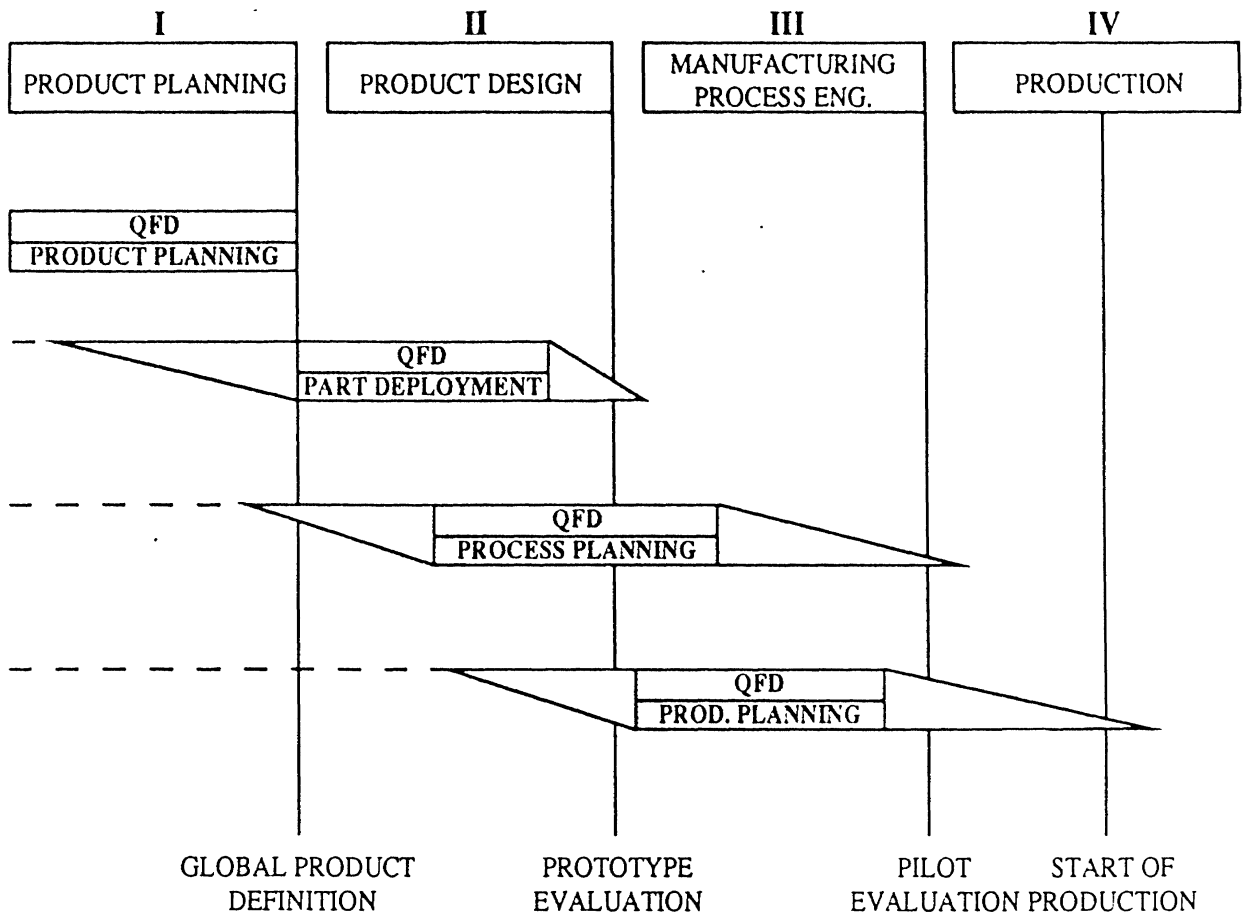 I
II
III
IV
PRODUCT PLANNING
PRODUCT DESIGN
MANUFACTURING
PROCESS ENG.
PRODUCTION
QFD
PRODUCT PLANNING
QFD
PART DEPLOYMENT
QFD
PROCESS PLANNING
QFD
PROD. PLANNING
GLOBAL PRODUCT
DEFINITION
PROTOTYPE
EVALUATION
PILOT
EVALUATION
START OF
PRODUCTION